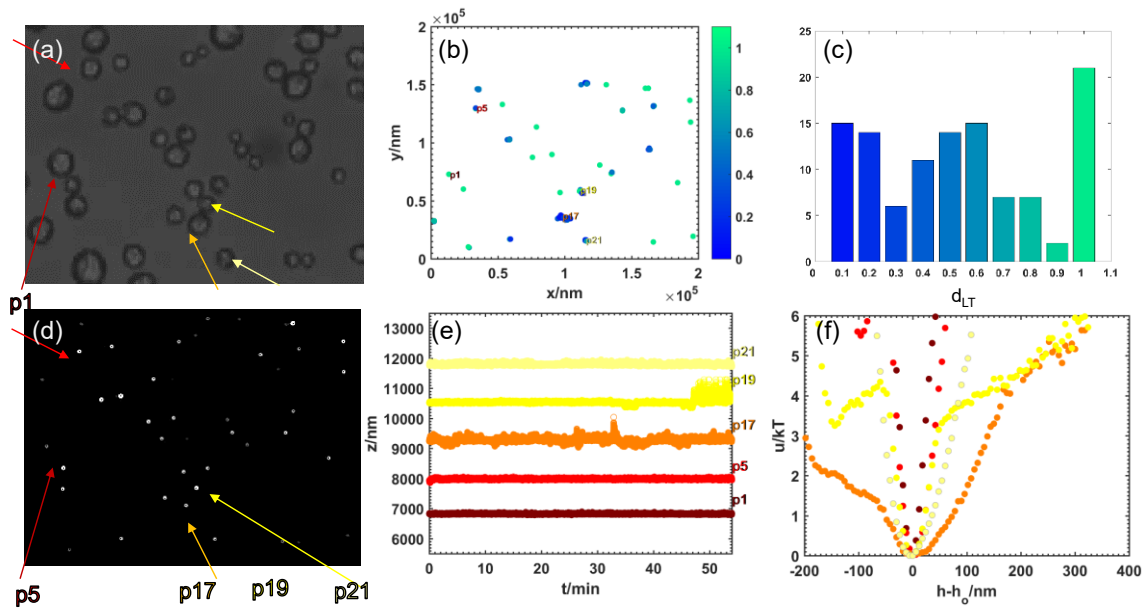 (a)
p1
(b)
×10⁵
2
1.5
1
0.5
0
0
0.5
1
1.5
2
×10⁵
x/nm
y/nm
p5
p1
p19
p17
p21
1
0.8
0.6
0.4
0.2
0
(c)
25
20
15
10
5
0
0
0.1
0.2
0.3
0.4
0.5
0.6
0.7
0.8
0.9
1
1.1
d_LT
(d)
p5
p17
p19
p21
(e)
13000
12000
11000
10000
9000
8000
7000
6000
z/nm
0
10
20
30
40
50
t/min
p21
p19
p17
p5
p1
(f)
6
5
4
3
2
1
0
u/kT
-200
-100
0
100
200
300
400
h-h_o/nm